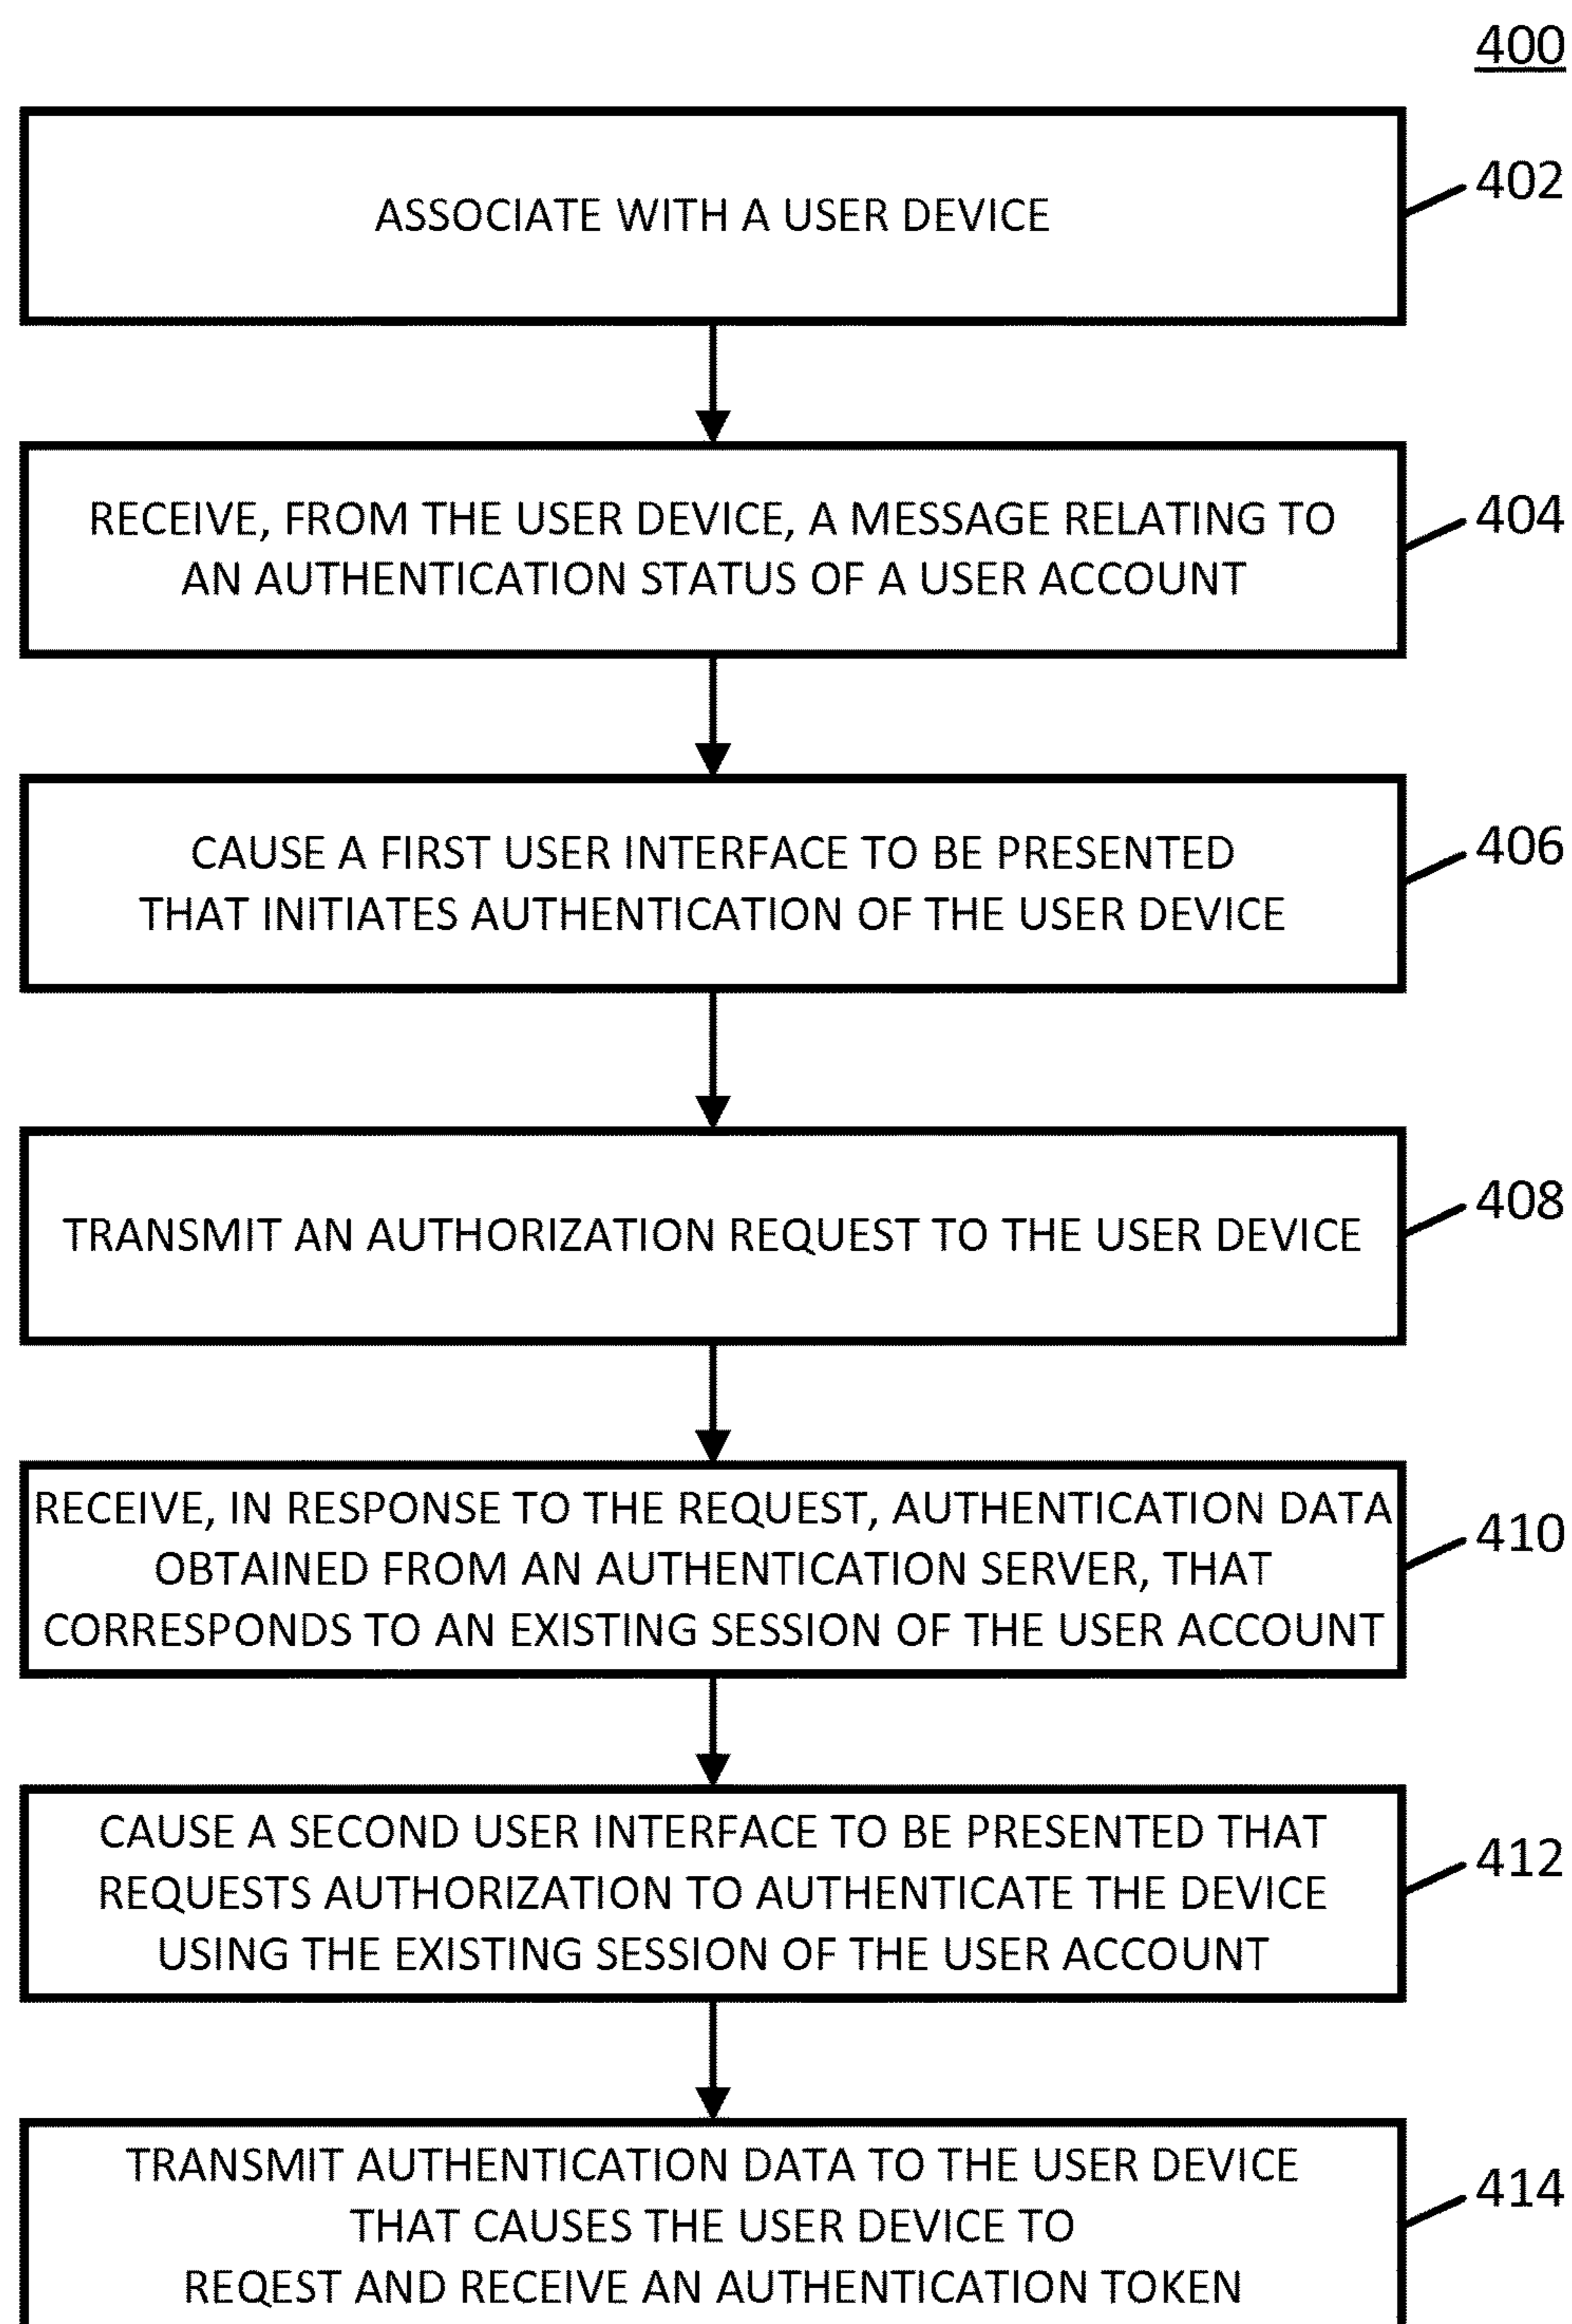 400
ASSOCIATE WITH A USER DEVICE
402
RECEIVE, FROM THE USER DEVICE, A MESSAGE RELATING TO
AN AUTHENTICATION STATUS OF A USER ACCOUNT
404
CAUSE A FIRST USER INTERFACE TO BE PRESENTED
THAT INITIATES AUTHENTICATION OF THE USER DEVICE
406
TRANSMIT AN AUTHORIZATION REQUEST TO THE USER DEVICE
408
RECEIVE, IN RESPONSE TO THE REQUEST, AUTHENTICATION DATA
OBTAINED FROM AN AUTHENTICATION SERVER, THAT
CORRESPONDS TO AN EXISTING SESSION OF THE USER ACCOUNT
410
CAUSE A SECOND USER INTERFACE TO BE PRESENTED THAT
REQUESTS AUTHORIZATION TO AUTHENTICATE THE DEVICE
USING THE EXISTING SESSION OF THE USER ACCOUNT
412
TRANSMIT AUTHENTICATION DATA TO THE USER DEVICE
THAT CAUSES THE USER DEVICE TO
REQEST AND RECEIVE AN AUTHENTICATION TOKEN
414